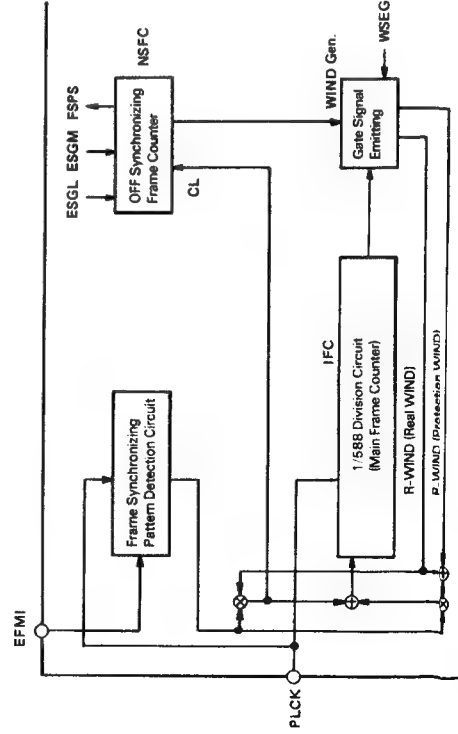 EFMI
PLCK
Frame Synchronizing
Pattern Detection Circuit
ESGL ESGM FSPS
OFF Synchronizing
Frame Counter
NSFC
CL
IFC
1/588 Division Circuit
(Main Frame Counter)
WIND Gen.
Gate Signal
Emitting
WSEG
R-WIND (Real WIND)
P-WIND (Protection WIND)